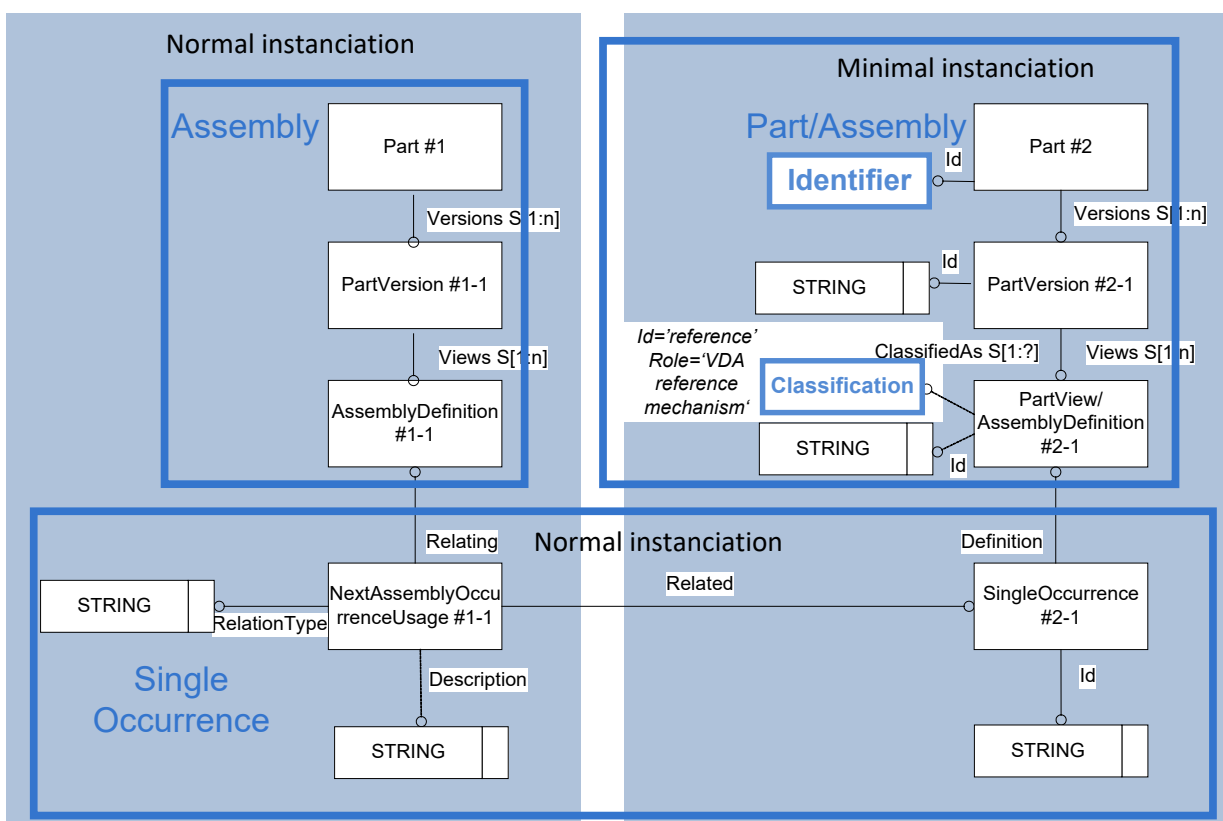 Normal instanciation
Minimal instanciation
Assembly
Part #1
Part/Assembly
Part #2
Id
Identifier
Versions S[1:n]
Versions S[1:n]
PartVersion #1-1
STRING
Id
PartVersion #2-1
Id='reference'
Role='VDA
reference
mechanism'
ClassifiedAs S[1:?]
Views S[1:n]
Views S[1:n]
Classification
AssemblyDefinition
#1-1
PartView/
AssemblyDefinition
#2-1
STRING
Id
Relating
Normal instanciation
Definition
STRING
RelationType
NextAssemblyOccu
rrenceUsage #1-1
Related
SingleOccurrence
#2-1
Single
Occurrence
Description
Id
STRING
STRING